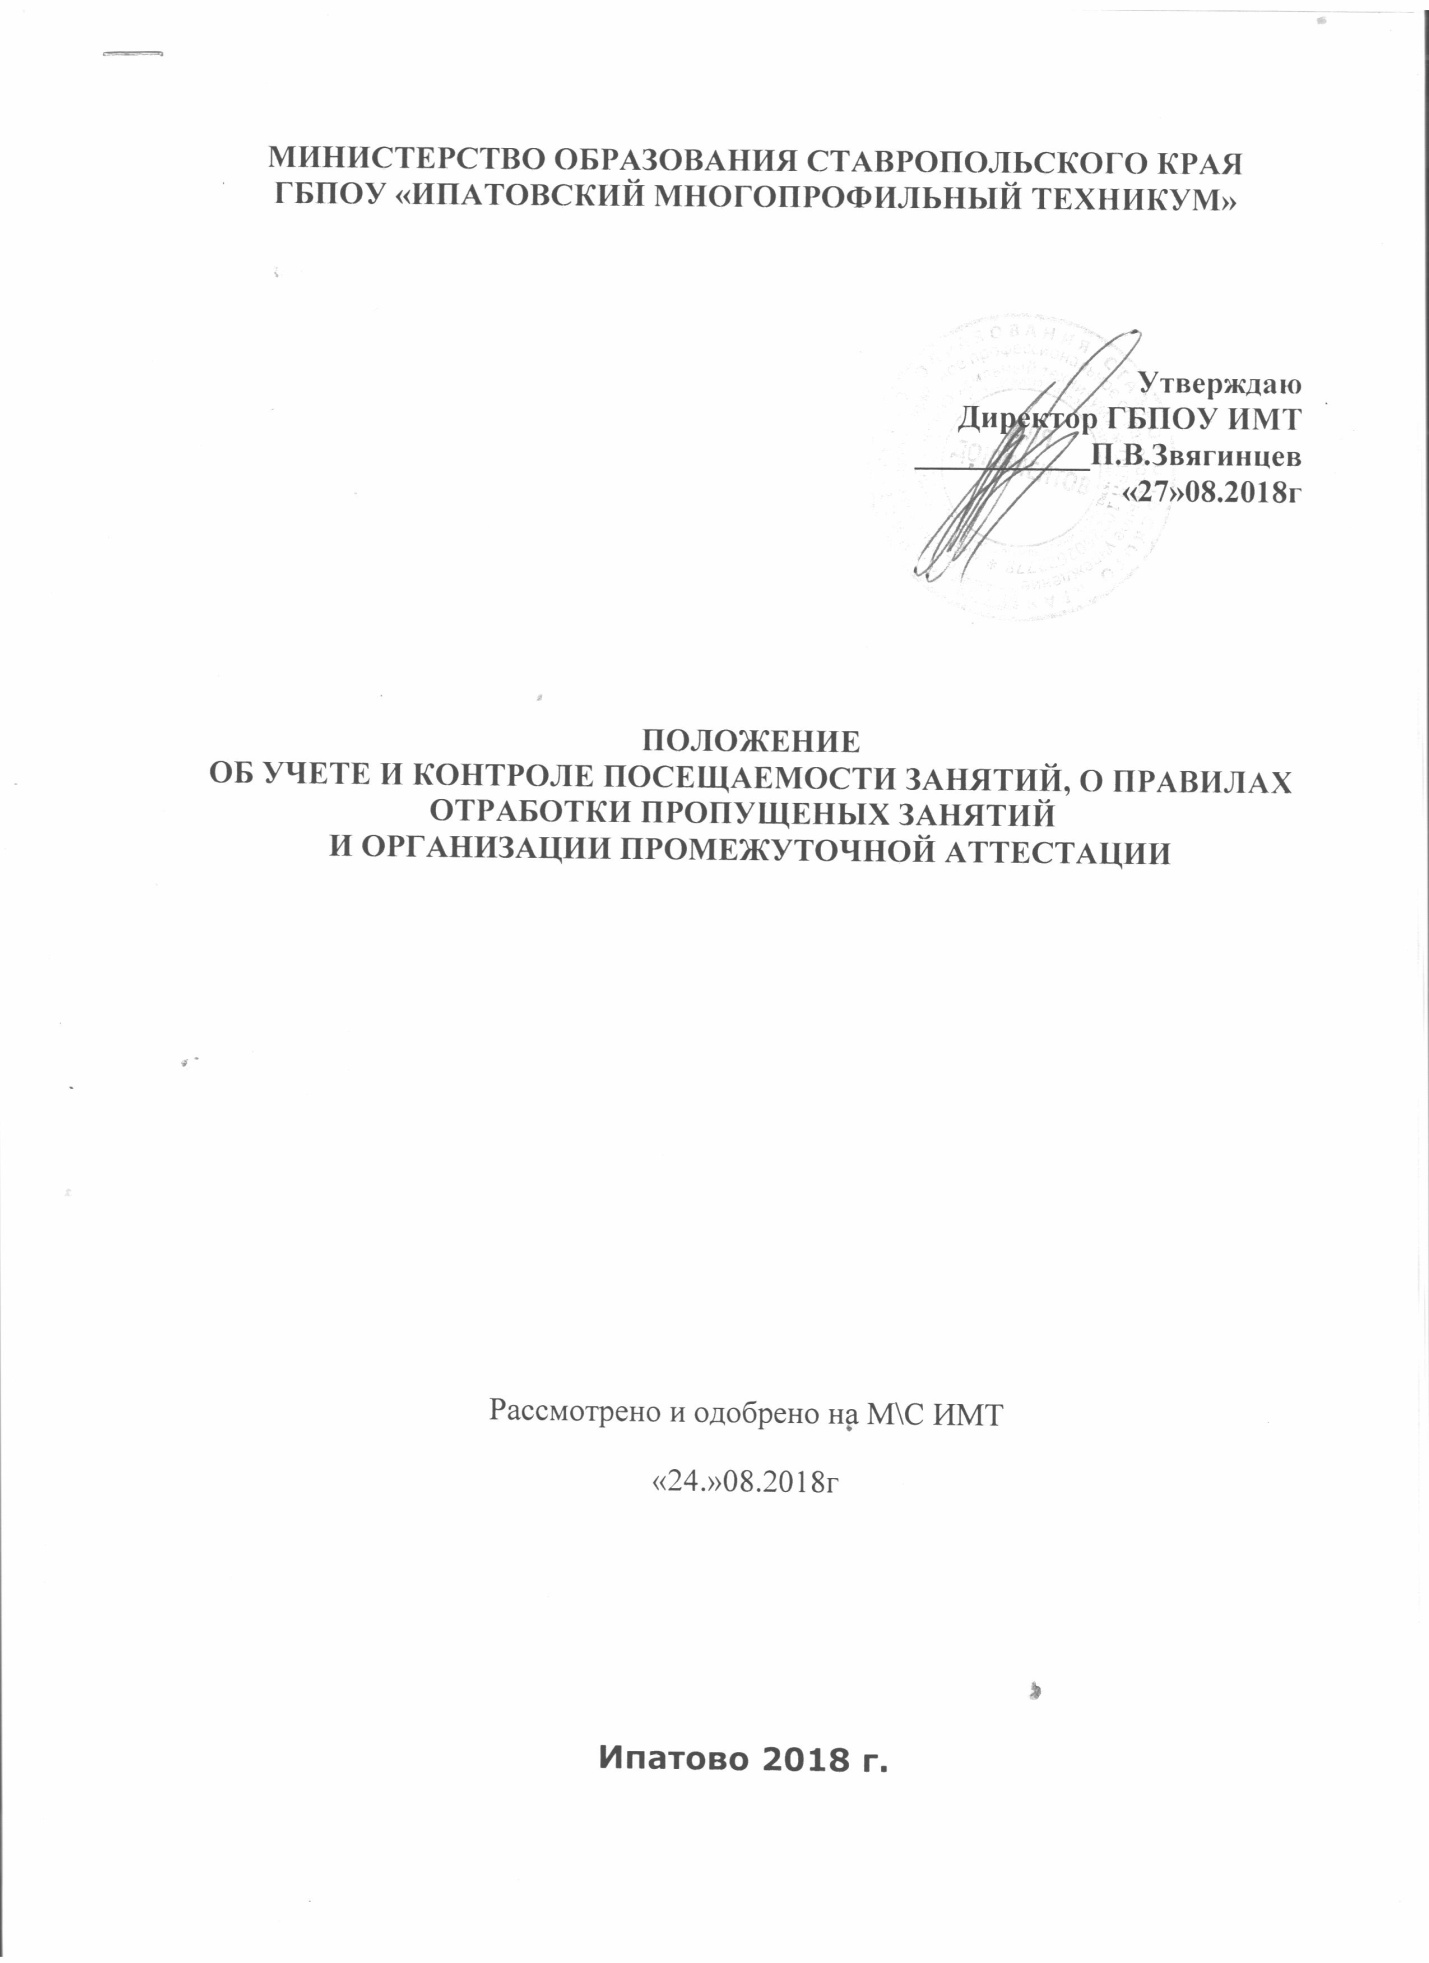 МИНИСТЕРСТВО ОБРАЗОВАНИЯ СТАВРОПОЛЬСКОГО КРАЯ
ГБПОУ «ИПАТОВСКИЙ МНОГОПРОФИЛЬНЫЙ ТЕХНИКУМ»
Утверждаю
Директор ГБПОУ ИМТ
____________П.В.Звягинцев
«27»08.2018г
ПОЛОЖЕНИЕ
ОБ УЧЕТЕ И КОНТРОЛЕ ПОСЕЩАЕМОСТИ ЗАНЯТИЙ, О ПРАВИЛАХ
ОТРАБОТКИ ПРОПУЩЕНЫХ ЗАНЯТИЙ
И ОРГАНИЗАЦИИ ПРОМЕЖУТОЧНОЙ АТТЕСТАЦИИ
Рассмотрено и одобрено на М\С ИМТ
«24.»08.2018г
Ипатово 2018 г.